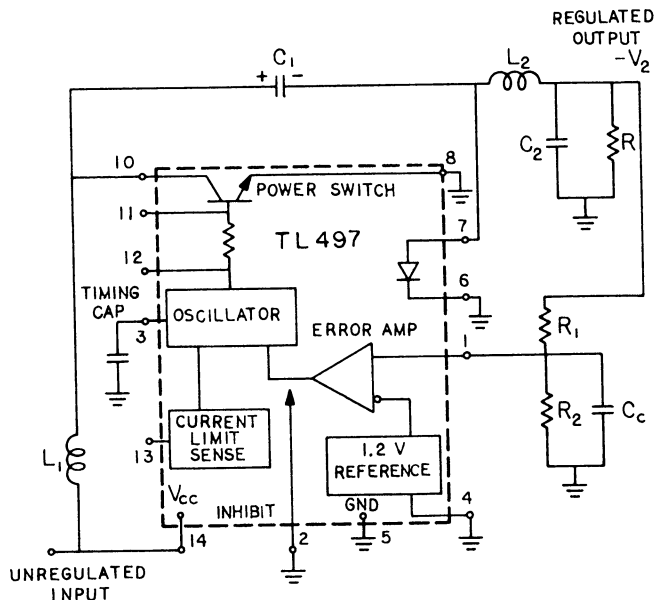 REGULATED
OUTPUT
-V2
C1
+ -
L2
C2
R
10
8
POWER SWITCH
11
TL497
7
12
TIMING
CAP
6
OSCILLATOR
3
ERROR AMP
1
R1
R2
Cc
L1
CURRENT
LIMIT
SENSE
13
1.2 V
REFERENCE
VCC
INHIBIT
GND
4
14
2
5
UNREGULATED
INPUT